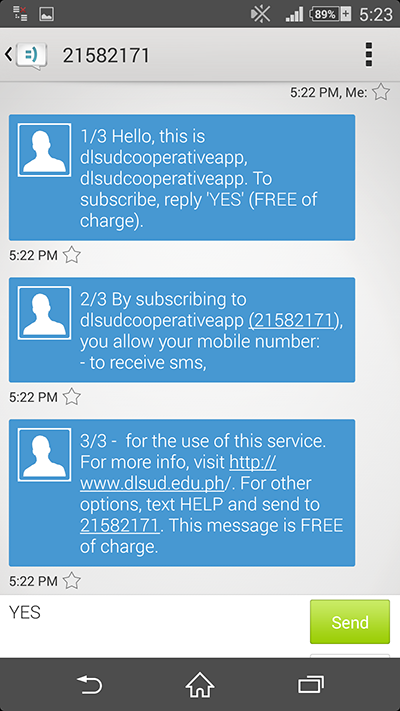 89% 5:23
21582171
5:22 PM, Me:
1/3 Hello, this is
dlsudcooperativeapp,
dlsudcooperativeapp. To
subscribe, reply 'YES' (FREE of
charge).
5:22 PM
2/3 By subscribing to
dlsudcooperativeapp (21582171),
you allow your mobile number:
- to receive sms,
5:22 PM
3/3 -  for the use of this service.
For more info, visit http://
www.dlsud.edu.ph/. For other
options, text HELP and send to
21582171. This message is FREE
of charge.
5:22 PM
YES
Send